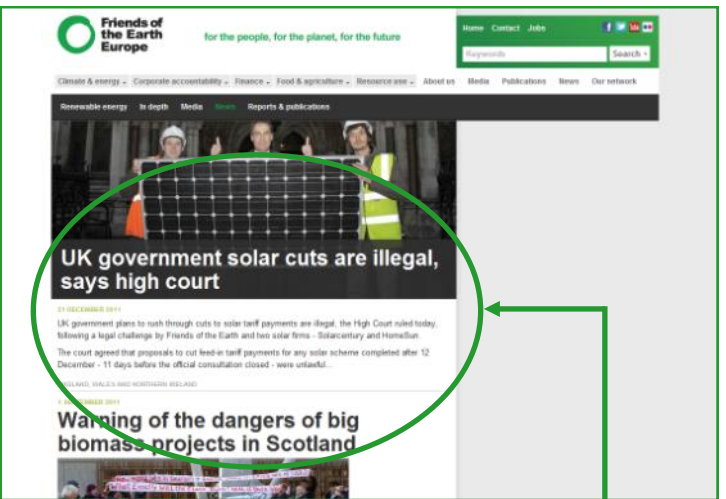 Friends of
the Earth
Europe
for the people, for the planet, for the future
Home Contact Jobs
Keywords
Search
Climate & energy Corporate accountability Finance Food & agriculture Resource use About us Media Publications News Our network
Renewable energy In depth Media News Reports & publications
UK government solar cuts are illegal,
says high court
21 DECEMBER 2011
UK government plans to rush through cuts to solar tariff payments are illegal, the High Court ruled today,
following a legal challenge by Friends of the Earth and two solar firms - Solarcentury and HomeSun.
The court agreed that proposals to cut feed-in tariff payments for any solar scheme completed after 12
December - 11 days before the official consultation closed - were unlawful...
ENGLAND, WALES AND NORTHERN IRELAND
2011
Warning of the dangers of big
biomass projects in Scotland